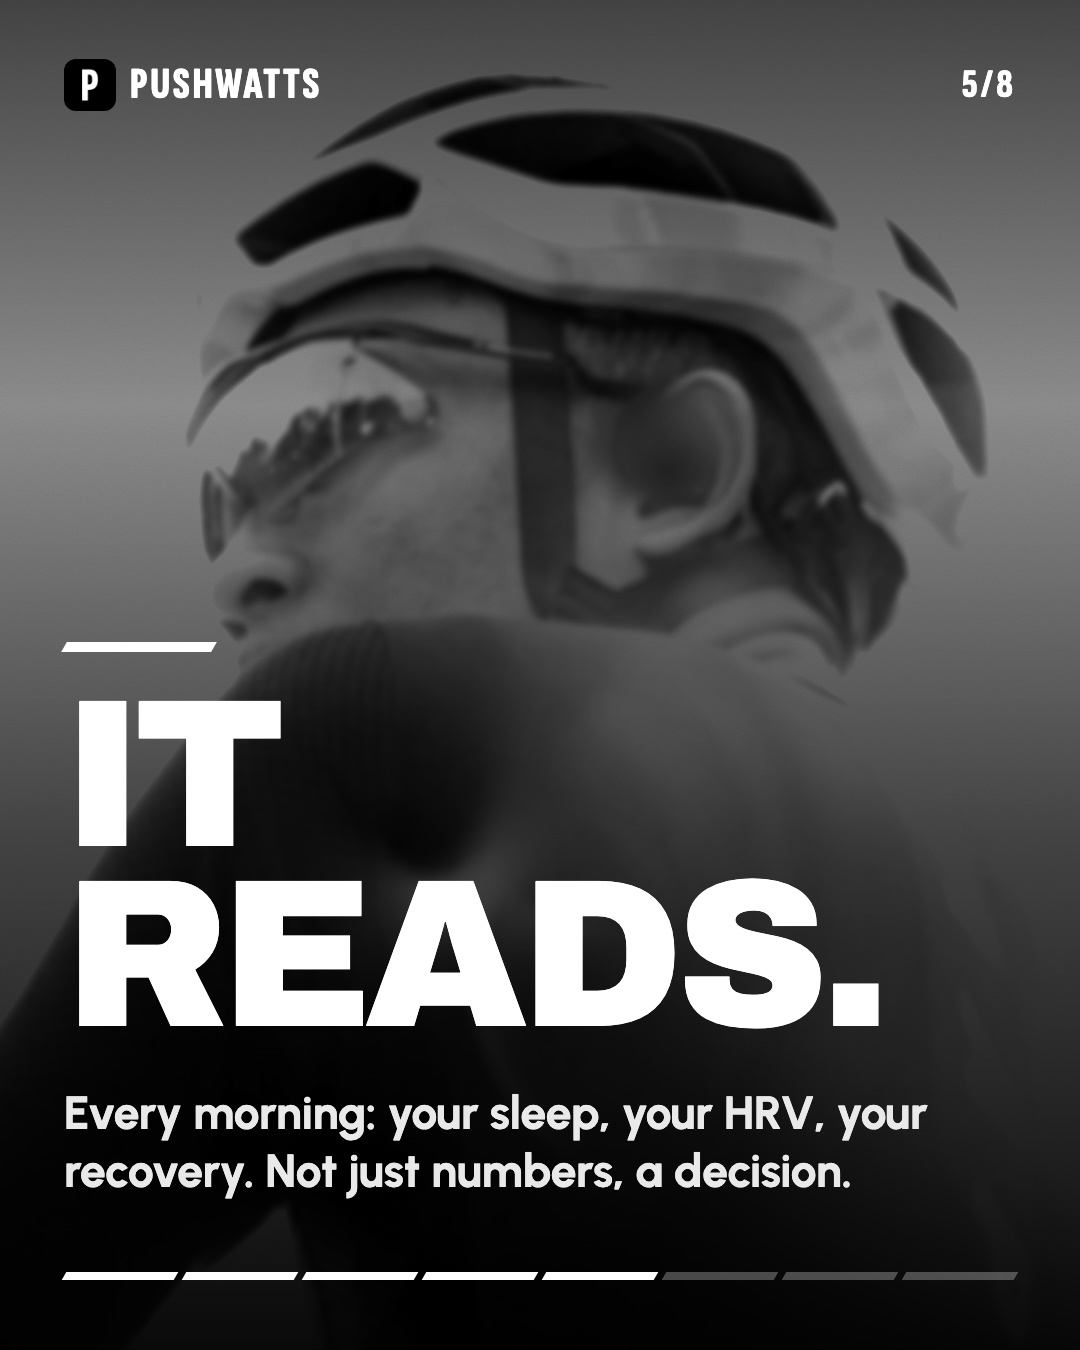 P PUSHWATTS
5/8
IT
READS.
Every morning: your sleep, your HRV, your
recovery. Not just numbers, a decision.